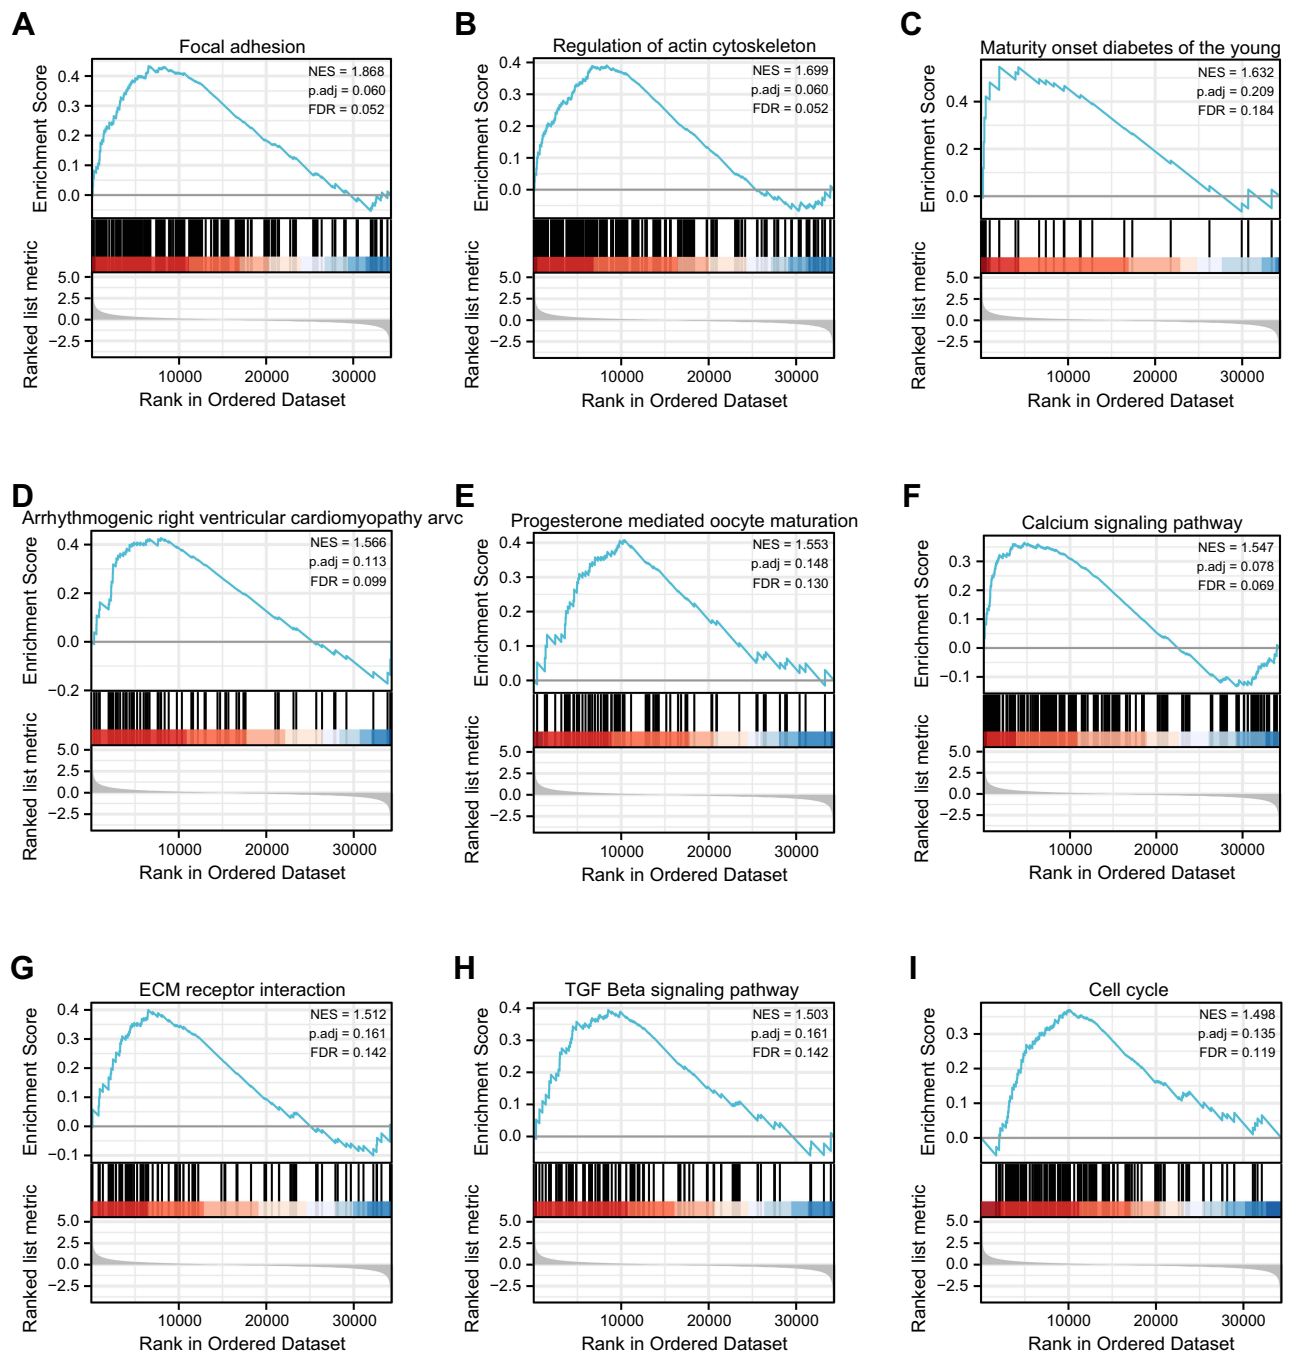 A
Focal adhesion
NES = 1.868
p.adj = 0.060
FDR = 0.052
Enrichment Score
0.4
0.3
0.2
0.1
0.0
Ranked list metric
5.0
2.5
0.0
−2.5
10000 20000 30000
Rank in Ordered Dataset
B
Regulation of actin cytoskeleton
NES = 1.699
p.adj = 0.060
FDR = 0.052
Enrichment Score
0.4
0.3
0.2
0.1
0.0
Ranked list metric
5.0
2.5
0.0
−2.5
10000 20000 30000
Rank in Ordered Dataset
C
Maturity onset diabetes of the young
NES = 1.632
p.adj = 0.209
FDR = 0.184
Enrichment Score
0.4
0.2
0.0
Ranked list metric
5.0
2.5
0.0
−2.5
10000 20000 30000
Rank in Ordered Dataset
D
Arrhythmogenic right ventricular cardiomyopathy arvc
NES = 1.566
p.adj = 0.113
FDR = 0.099
Enrichment Score
0.4
0.2
0.0
−0.2
Ranked list metric
5.0
2.5
0.0
−2.5
10000 20000 30000
Rank in Ordered Dataset
E
Progesterone mediated oocyte maturation
NES = 1.553
p.adj = 0.148
FDR = 0.130
Enrichment Score
0.4
0.3
0.2
0.1
0.0
Ranked list metric
5.0
2.5
0.0
−2.5
10000 20000 30000
Rank in Ordered Dataset
F
Calcium signaling pathway
NES = 1.547
p.adj = 0.078
FDR = 0.069
Enrichment Score
0.3
0.2
0.1
0.0
−0.1
Ranked list metric
5.0
2.5
0.0
−2.5
10000 20000 30000
Rank in Ordered Dataset
G
ECM receptor interaction
NES = 1.512
p.adj = 0.161
FDR = 0.142
Enrichment Score
0.4
0.3
0.2
0.1
0.0
−0.1
Ranked list metric
5.0
2.5
0.0
−2.5
10000 20000 30000
Rank in Ordered Dataset
H
TGF Beta signaling pathway
NES = 1.503
p.adj = 0.161
FDR = 0.142
Enrichment Score
0.4
0.3
0.2
0.1
0.0
Ranked list metric
5.0
2.5
0.0
−2.5
10000 20000 30000
Rank in Ordered Dataset
I
Cell cycle
NES = 1.498
p.adj = 0.135
FDR = 0.119
Enrichment Score
0.3
0.2
0.1
0.0
Ranked list metric
5.0
2.5
0.0
−2.5
10000 20000 30000
Rank in Ordered Dataset